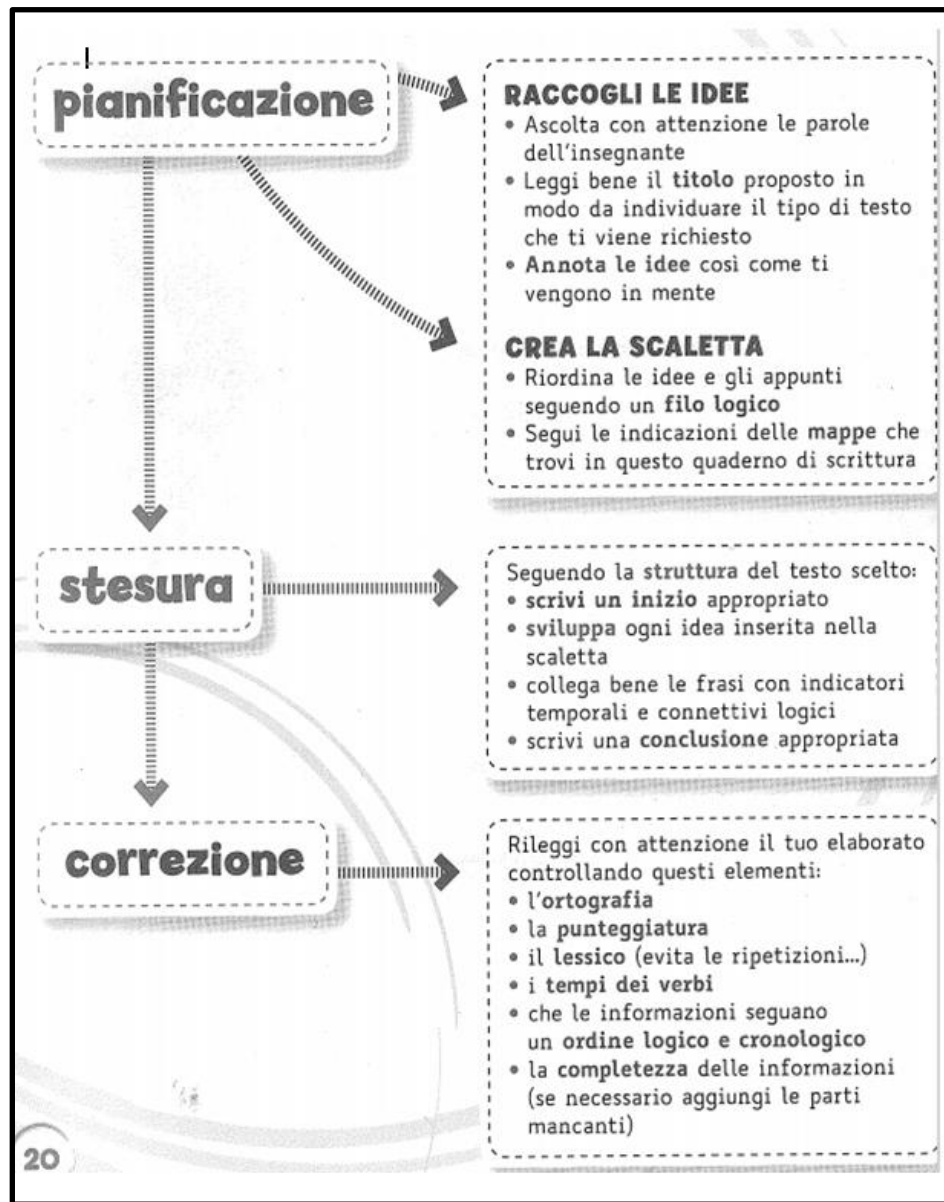 pianificazione
RACCOGLI LE IDEE
• Ascolta con attenzione le parole
dell'insegnante
• Leggi bene il titolo proposto in
modo da individuare il tipo di testo
che ti viene richiesto
• Annota le idee così come ti
vengono in mente
CREA LA SCALETTA
• Riordina le idee e gli appunti
seguendo un filo logico
• Segui le indicazioni delle mappe che
trovi in questo quaderno di scrittura
stesura
Seguendo la struttura del testo scelto:
• scrivi un inizio appropriato
• sviluppa ogni idea inserita nella
scaletta
• collega bene le frasi con indicatori
temporali e connettivi logici
• scrivi una conclusione appropriata
correzione
Rileggi con attenzione il tuo elaborato
controllando questi elementi:
• l'ortografia
• la punteggiatura
• il lessico (evita le ripetizioni...)
• i tempi dei verbi
• che le informazioni seguano
un ordine logico e cronologico
• la completezza delle informazioni
(se necessario aggiungi le parti
mancanti)
20